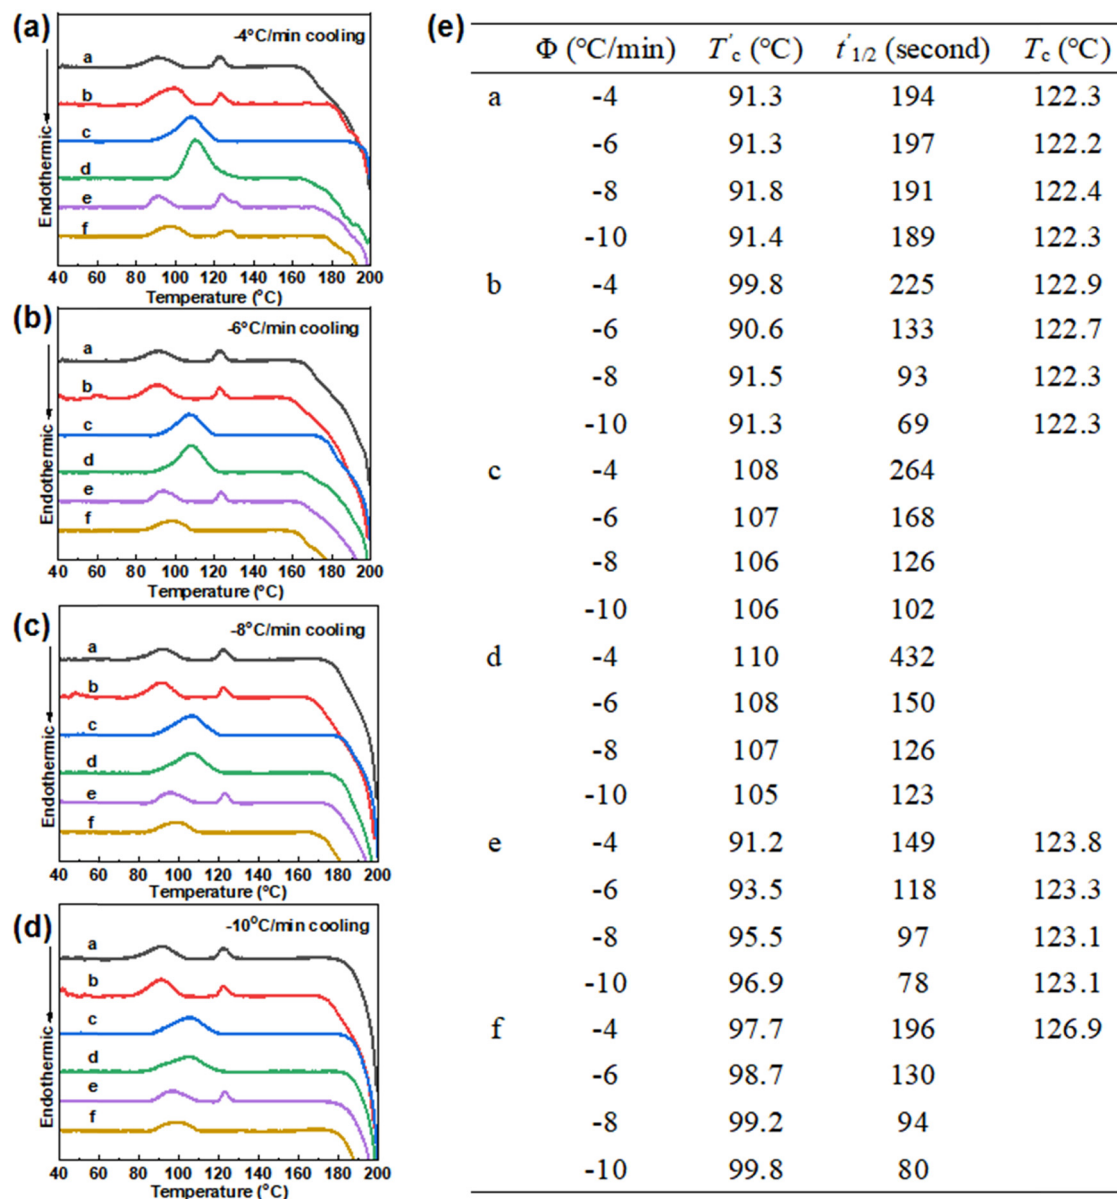 (a)
-4°C/min cooling
Endothermic
a
b
c
d
e
f
40 60 80 100 120 140 160 180 200
Temperature (°C)
(b)
-6°C/min cooling
Endothermic
a
b
c
d
e
f
40 60 80 100 120 140 160 180 200
Temperature (°C)
(c)
-8°C/min cooling
Endothermic
a
b
c
d
e
f
40 60 80 100 120 140 160 180 200
Temperature (°C)
(d)
-10°C/min cooling
Endothermic
a
b
c
d
e
f
40 60 80 100 120 140 160 180 200
Temperature (°C)
(e)
Φ (°C/min) T'c (°C) t'1/2 (second) Tc (°C)
a -4 91.3 194 122.3
-6 91.3 197 122.2
-8 91.8 191 122.4
-10 91.4 189 122.3
b -4 99.8 225 122.9
-6 90.6 133 122.7
-8 91.5 93 122.3
-10 91.3 69 122.3
c -4 108 264
-6 107 168
-8 106 126
-10 106 102
d -4 110 432
-6 108 150
-8 107 126
-10 105 123
e -4 91.2 149 123.8
-6 93.5 118 123.3
-8 95.5 97 123.1
-10 96.9 78 123.1
f -4 97.7 196 126.9
-6 98.7 130
-8 99.2 94
-10 99.8 80